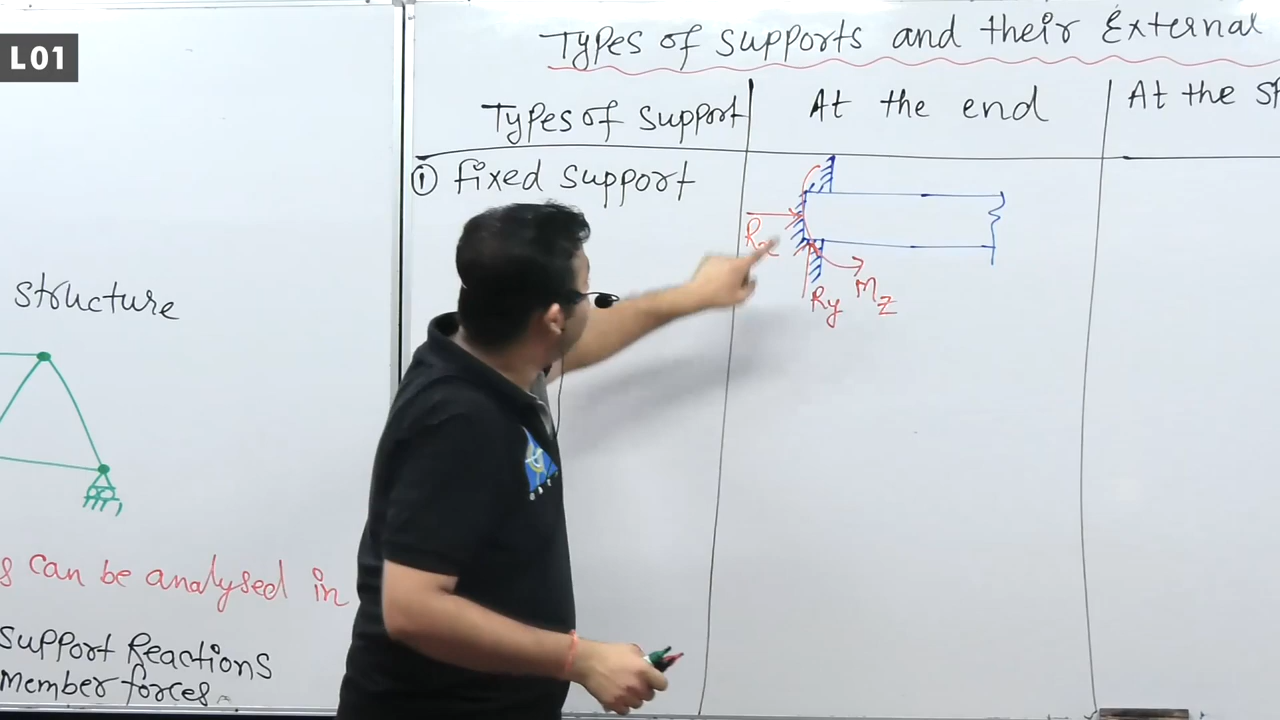 L01
Types of supports and their External
Types of support
At the end
At the
① fixed support
Rx
Ry
Mz
structure
can be analysed in
support Reactions
Member forces